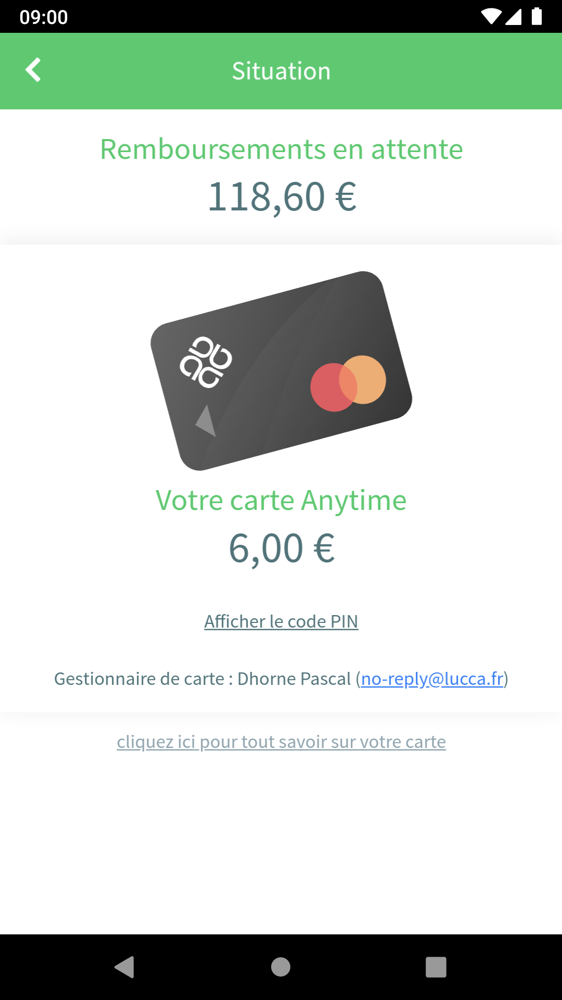 09:00
Situation
Remboursements en attente
118,60 €
Votre carte Anytime
6,00 €
Afficher le code PIN
Gestionnaire de carte : Dhorne Pascal (no-reply@lucca.fr)
cliquez ici pour tout savoir sur votre carte